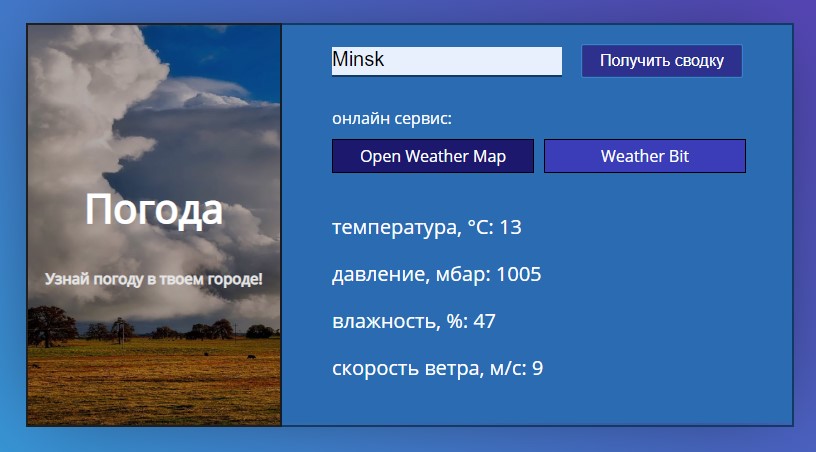 Погода
Узнай погоду в твоем городе!
Minsk
Получить сводку
онлайн сервис:
Open Weather Map
Weather Bit
температура, °C: 13
давление, мбар: 1005
влажность, %: 47
скорость ветра, м/с: 9